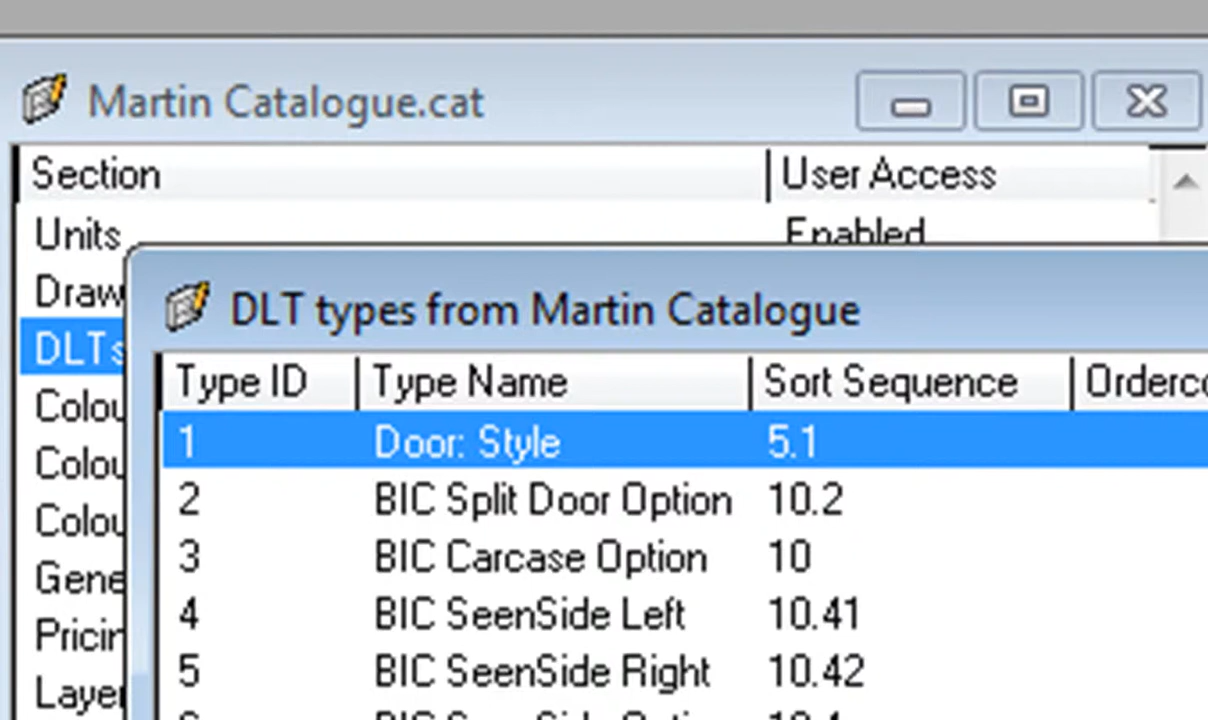 Martin Catalogue.cat
Section User Access
Units Enabled
DLT types from Martin Catalogue
Type ID Type Name Sort Sequence
1 Door: Style 5.1
2 BIC Split Door Option 10.2
3 BIC Carcase Option 10
4 BIC SeenSide Left 10.41
5 BIC SeenSide Right 10.42